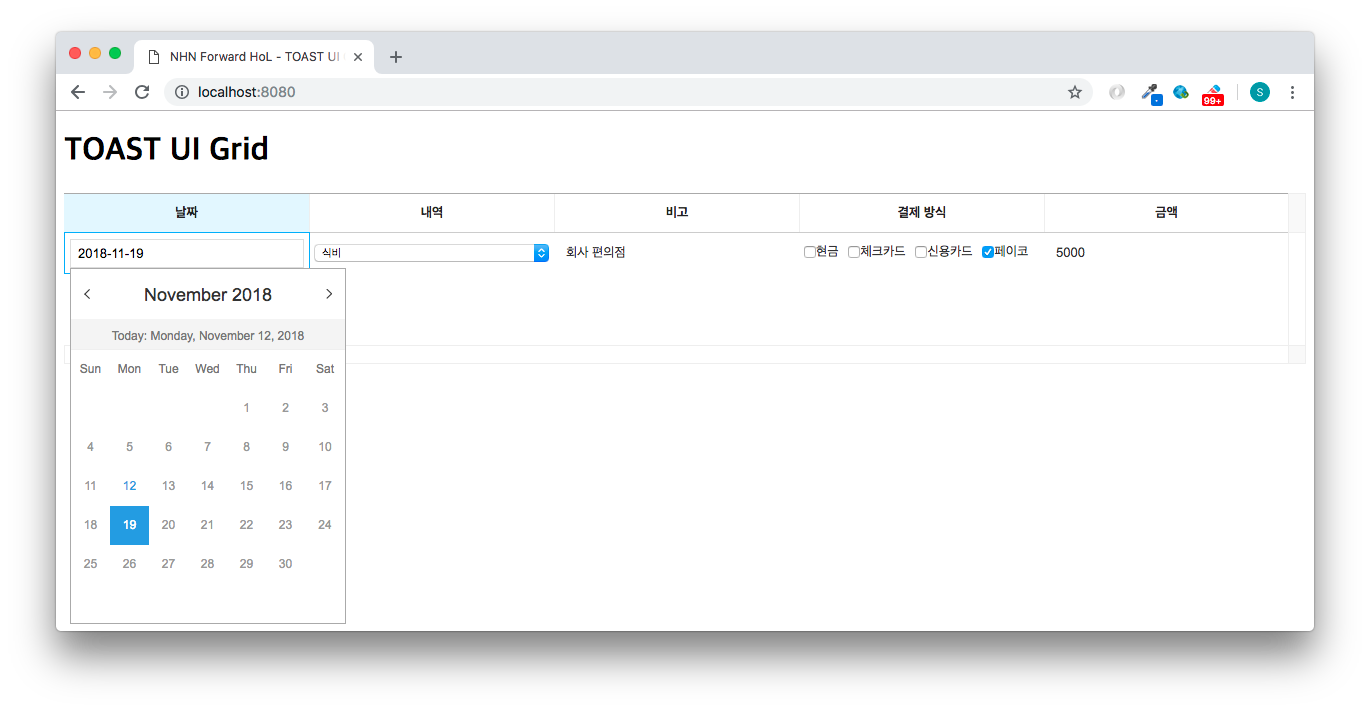 NHN Forward HoL - TOAST UI
localhost:8080
99+
S
TOAST UI Grid
날짜 내역 비고 결제 방식 금액
2018-11-19 식비 회사 편의점 현금 체크카드 신용카드 페이코 5000
November 2018
Today: Monday, November 12, 2018
Sun Mon Tue Wed Thu Fri Sat
1 2 3
4 5 6 7 8 9 10
11 12 13 14 15 16 17
18 19 20 21 22 23 24
25 26 27 28 29 30